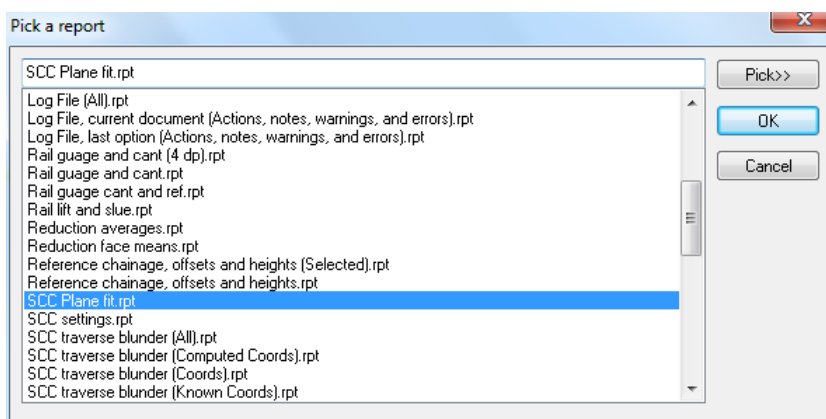 Pick a report
SCC Plane fit.rpt
Pick>>
Log File (All).rpt
Log File, current document (Actions, notes, warnings, and errors).rpt
OK
Log File, last option (Actions, notes, warnings, and errors).rpt
Rail guage and cant (4 dp).rpt
Rail guage and cant.rpt
Cancel
Rail guage cant and ref.rpt
Rail lift and slue.rpt
Reduction averages.rpt
Reduction face means.rpt
Reference chainage, offsets and heights (Selected).rpt
Reference chainage, offsets and heights.rpt
SCC Plane fit.rpt
SCC settings.rpt
SCC traverse blunder (All).rpt
SCC traverse blunder (Computed Coords).rpt
SCC traverse blunder (Coords).rpt
SCC traverse blunder (Known Coords).rpt